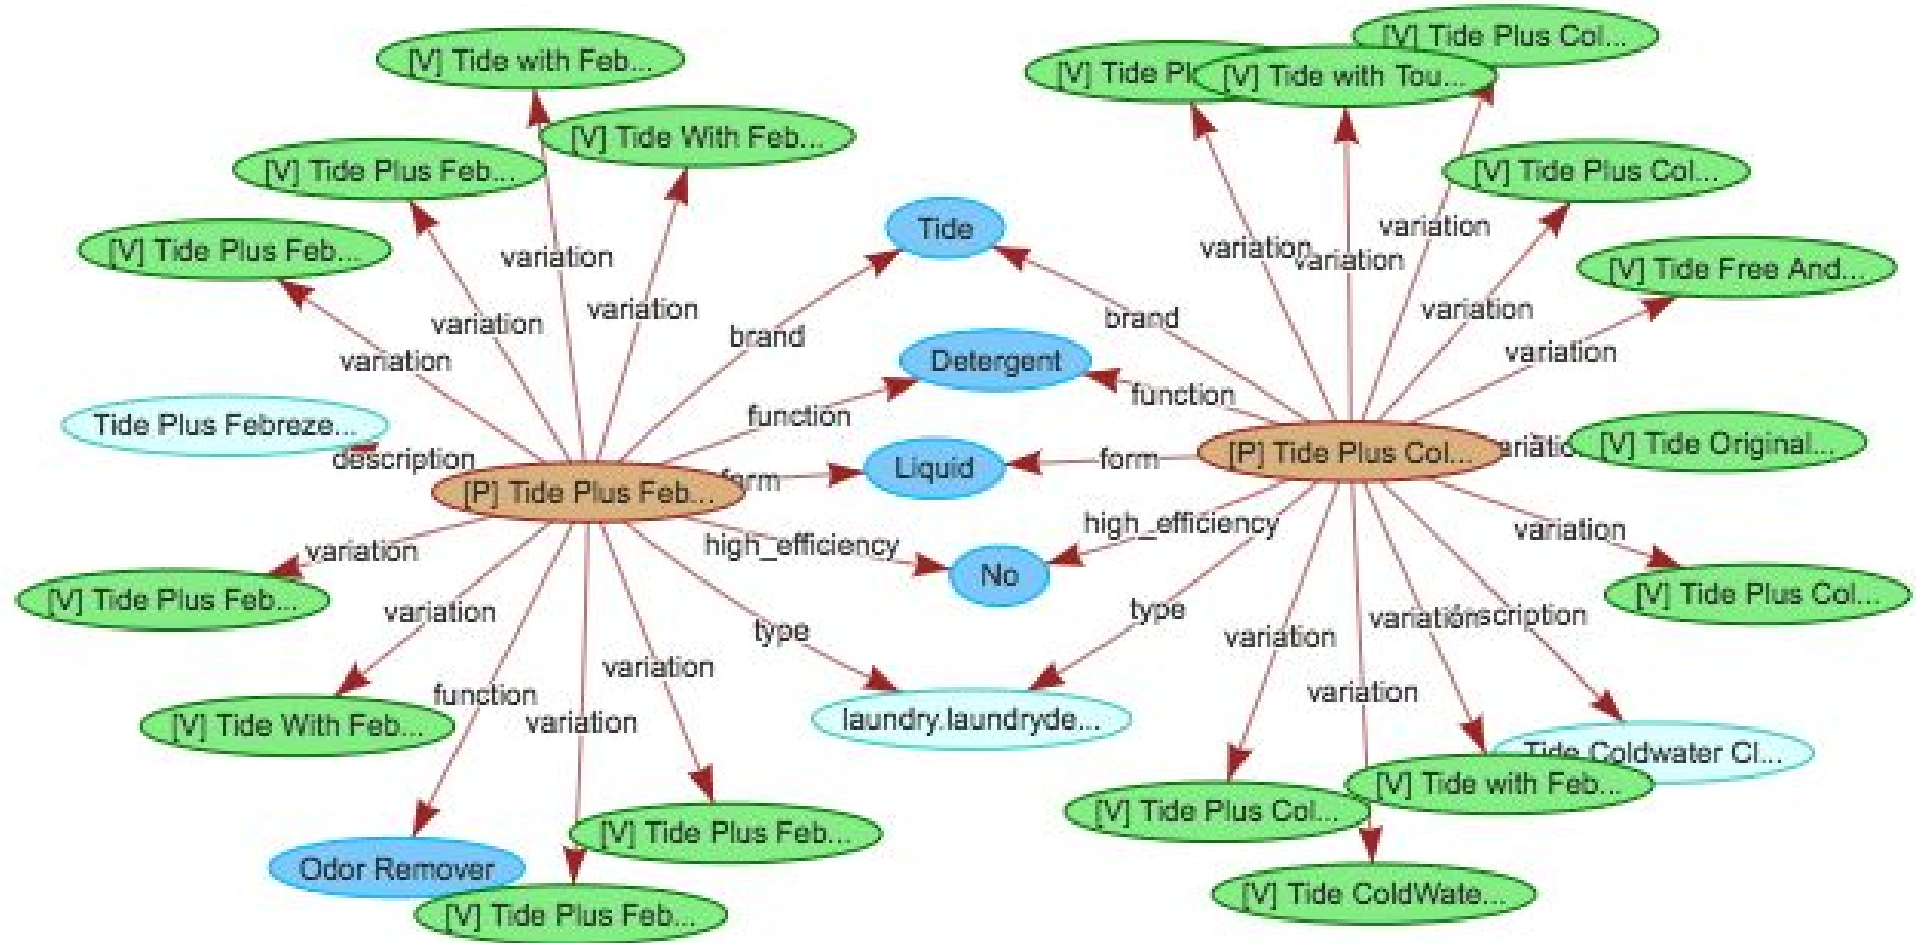 [V] Tide Plus Col...
[V] Tide with Feb...
[V] Tide Pl
[V] Tide with Tou...
[V] Tide With Feb...
[V] Tide Plus Feb...
[V] Tide Plus Col...
Tide
variation
[V] Tide Plus Feb...
variation
variation
variation
[V] Tide Free And...
variation
variation
variation
brand
variation
brand
variation
variation
Detergent
function
function
Tide Plus Febreze...
description
[V] Tide Original...
[P] Tide Plus Col...
form
Liquid
[P] Tide Plus Feb...
high_efficiency
variation
high_efficiency
variation
No
[V] Tide Plus Feb...
[V] Tide Plus Col...
variation
type
type
variation
variation
variation
function
variation
variation
[V] Tide With Feb...
laundry.laundryde...
Tide Coldwater Cl...
[V] Tide with Feb...
[V] Tide Plus Col...
[V] Tide Plus Feb...
Odor Remover
[V] Tide ColdWate...
[V] Tide Plus Feb...